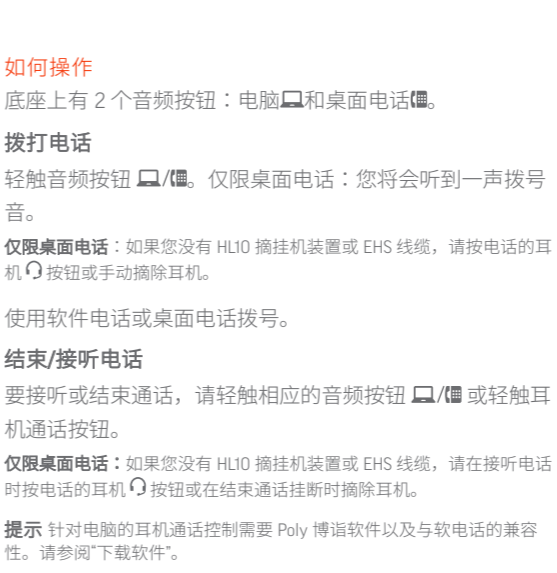 如何操作
底座上有 2 个音频按钮：电脑和桌面电话。
拨打电话
轻触音频按钮 /。仅限桌面电话：您将会听到一声拨号
音。
仅限桌面电话：如果您没有 HL10 摘挂机装置或 EHS 线缆，请按电话的耳
机按钮或手动摘除耳机。
使用软件电话或桌面电话拨号。
结束/接听电话
要接听或结束通话，请轻触相应的音频按钮 / 或轻触耳
机通话按钮。
仅限桌面电话：如果您没有 HL10 摘挂机装置或 EHS 线缆，请在接听电话
时按电话的耳机按钮或在结束通话挂断时摘除耳机。
提示 针对电脑的耳机通话控制需要 Poly 博诣软件以及与软电话的兼容
性。请参阅“下载软件”。